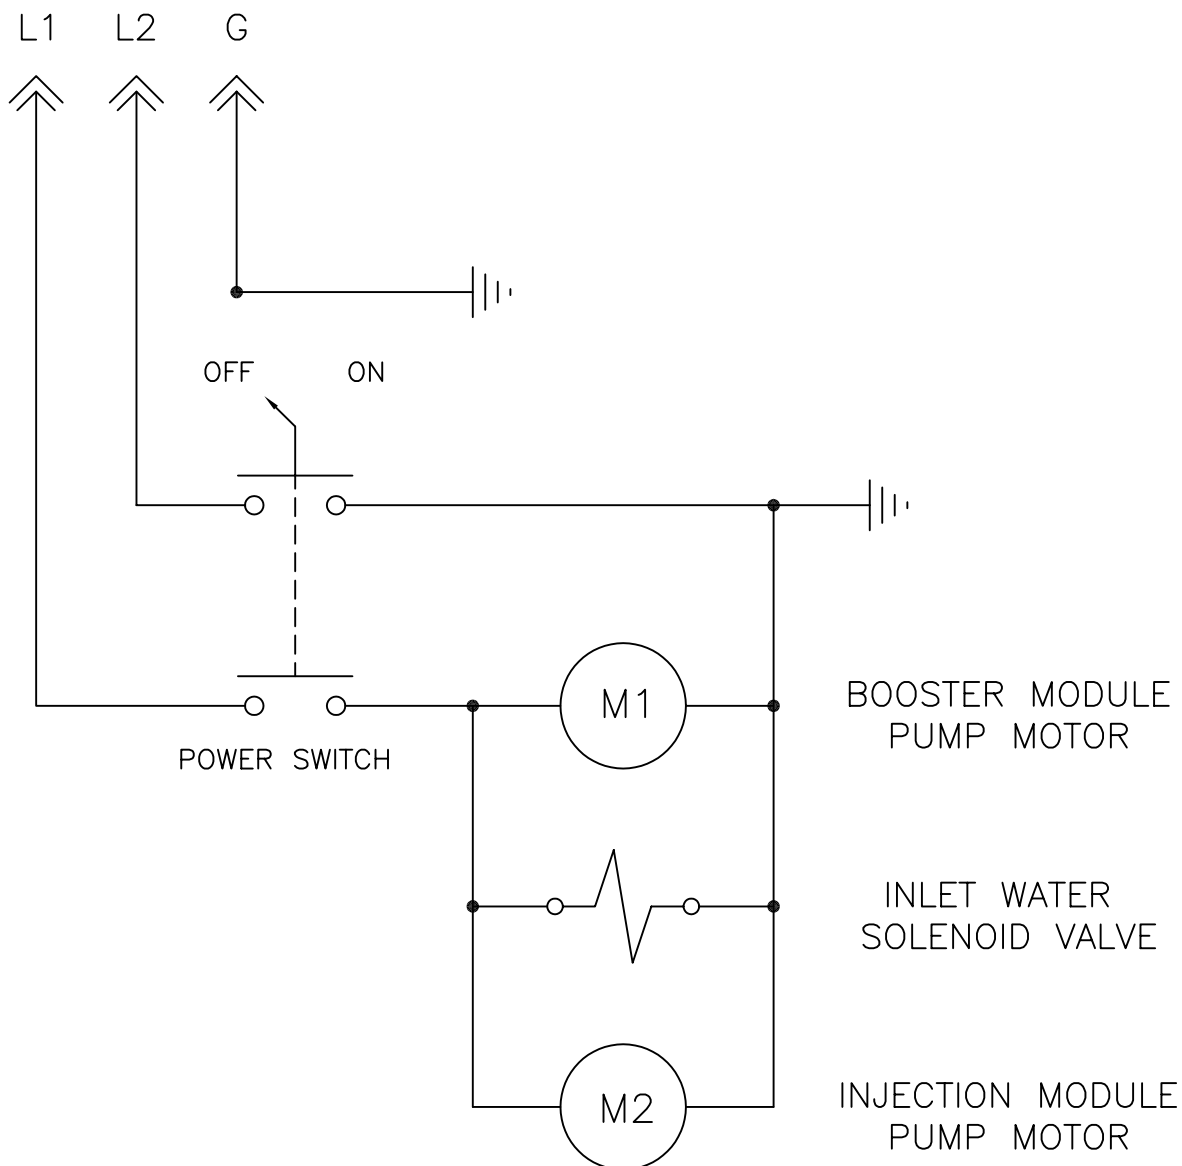 L1 L2 G
OFF ON
POWER SWITCH
M1
BOOSTER MODULE
PUMP MOTOR
INLET WATER
SOLENOID VALVE
M2
INJECTION MODULE
PUMP MOTOR